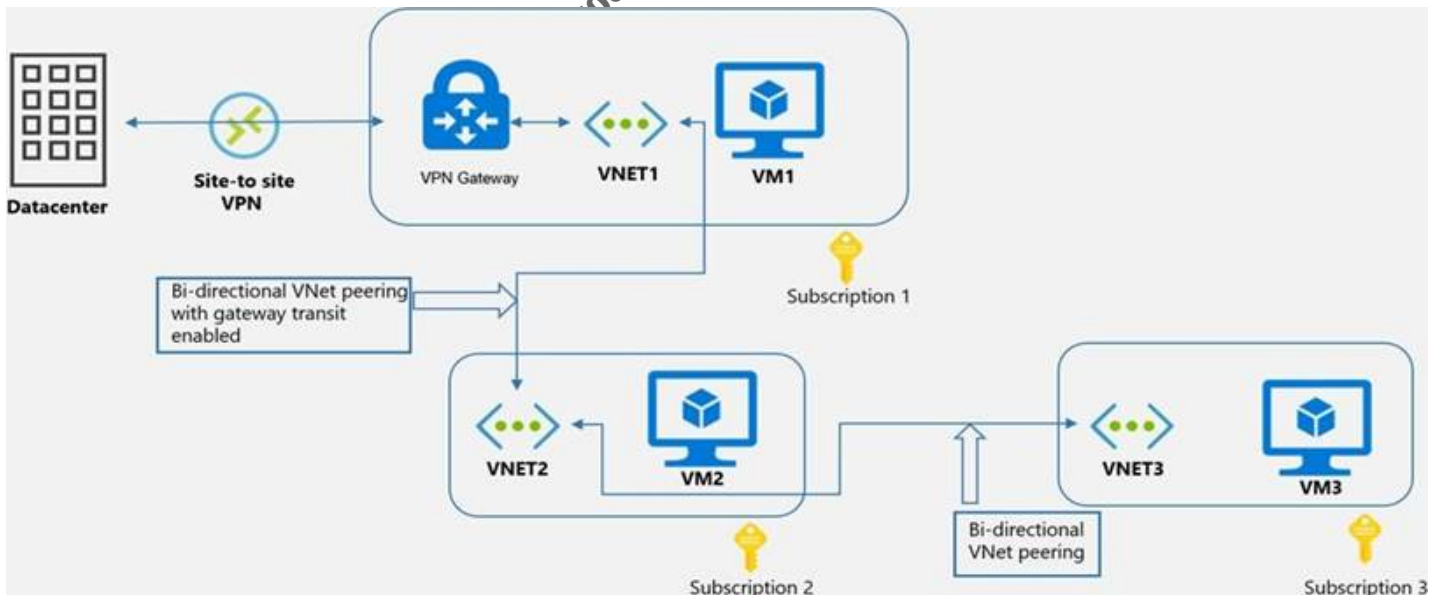 Datacenter
Site-to site
VPN
VPN Gateway
VNET1
VM1
Subscription 1
Bi-directional VNet peering
with gateway transit
enabled
VNET2
VM2
Subscription 2
VNET3
VM3
Bi-directional
VNet peering
Subscription 3